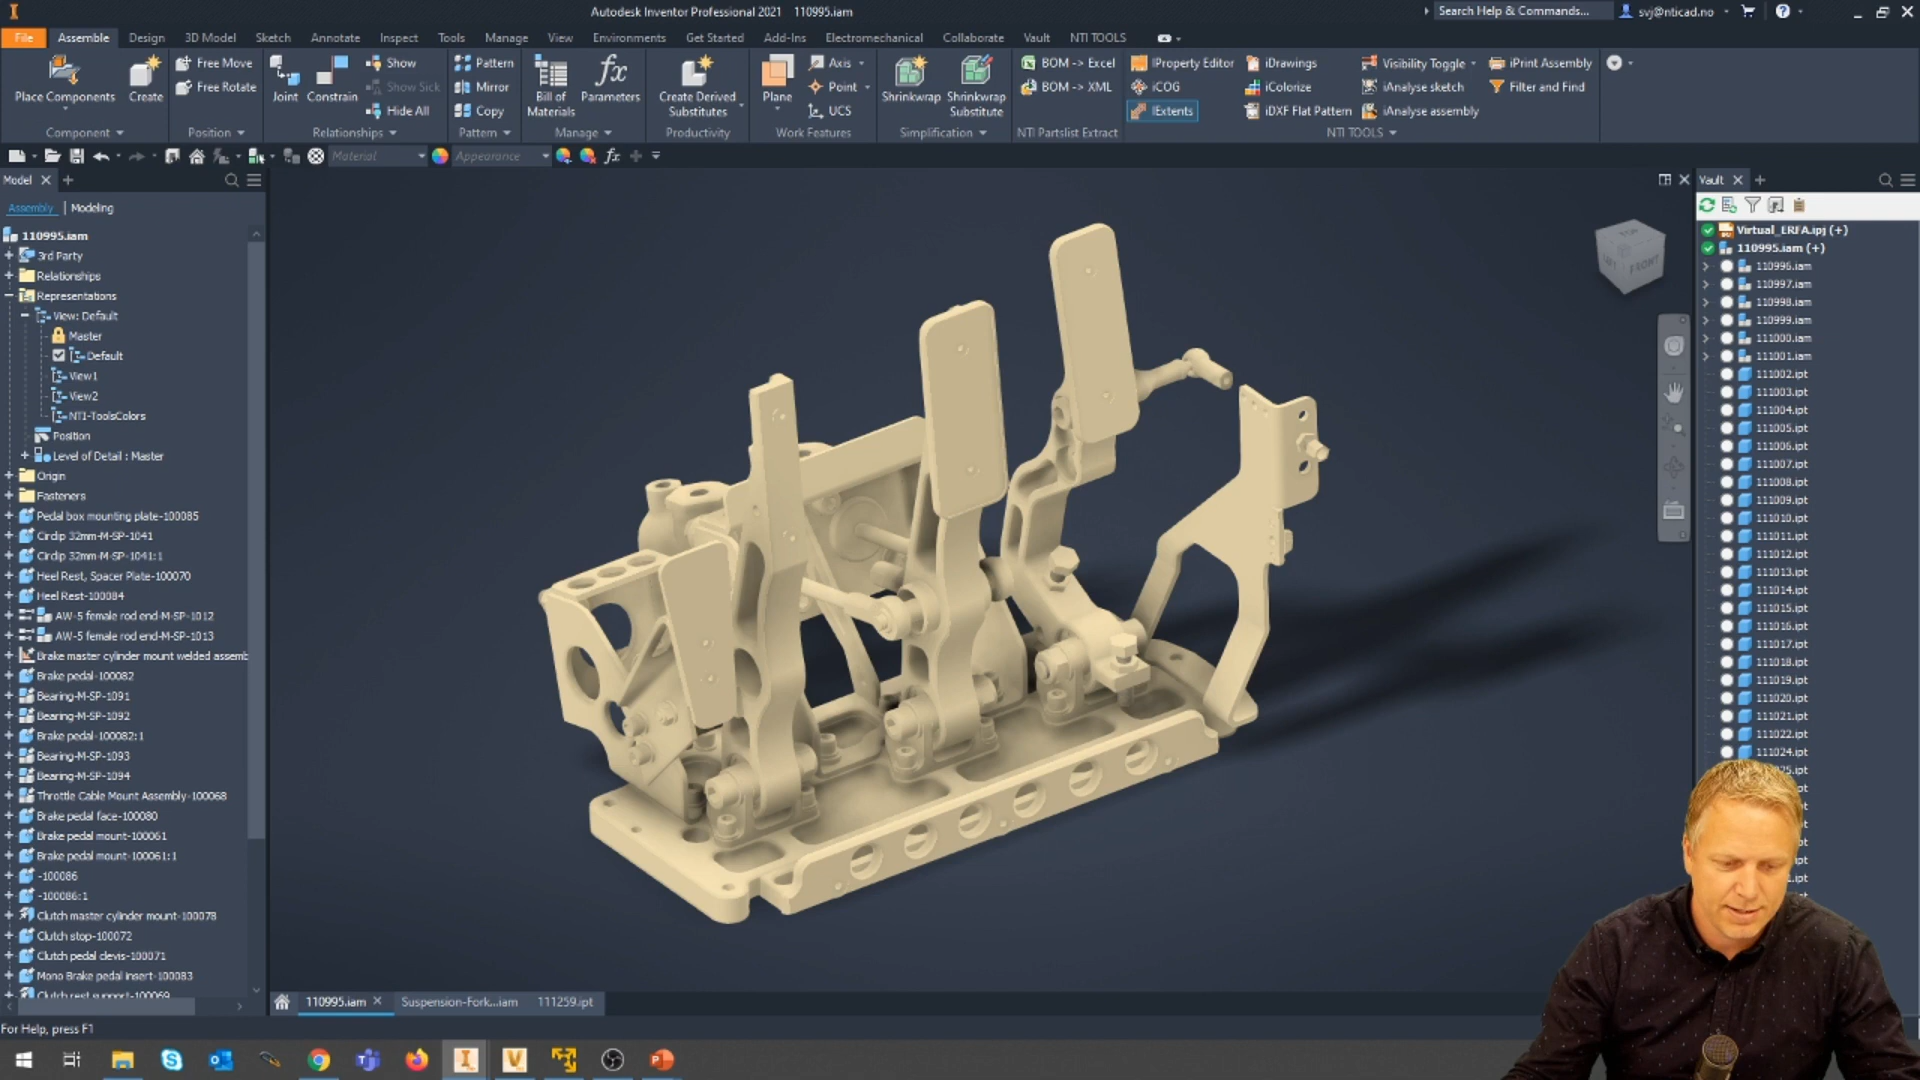 Autodesk Inventor Professional 2021 110995.iam
Search Help & Commands...
svj@nticad.no
File Assemble Design 3D Model Sketch Annotate Inspect Tools Manage View Environments Get Started Add-Ins Electromechanical Collaborate Vault NTI TOOLS
Free Move Show Pattern Axis BOM -> Excel IProperty Editor iDrawings Visibility Toggle iPrint Assembly
Free Rotate Show Sick Mirror Point BOM -> XML iCOG iColorize iAnalyse sketch Filter and Find
Place Components Create Joint Constrain Hide All Copy Bill of Materials Parameters Create Derived Substitutes Plane UCS Shrinkwrap Shrinkwrap Substitute IExtents iDXF Flat Pattern iAnalyse assembly
Component Position Relationships Pattern Manage Productivity Work Features Simplification NTI Partslist Extract NTI TOOLS
Material Appearance
Model
Assembly | Modeling
110995.iam
3rd Party
Relationships
Representations
View: Default
Master
Default
View1
View2
NTI-ToolsColors
Position
Level of Detail : Master
Origin
Fasteners
Pedal box mounting plate-100085
Circlip 32mm-M-SP-1041
Circlip 32mm-M-SP-1041:1
Heel Rest, Spacer Plate-100070
Heel Rest-100084
AW-5 female rod end-M-SP-1012
AW-5 female rod end-M-SP-1013
Brake master cylinder mount welded assemb
Brake pedal-100082
Bearing-M-SP-1091
Bearing-M-SP-1092
Brake pedal-100082:1
Bearing-M-SP-1093
Bearing-M-SP-1094
Throttle Cable Mount Assembly-100068
Brake pedal face-100080
Brake pedal mount-100061
Brake pedal mount-100061:1
-100086
-100086:1
Clutch master cylinder mount-100078
Clutch stop-100072
Clutch pedal clevis-100071
Mono Brake pedal insert-100083
Clutch rest support-100069
TOP
FRONT
Vault
Virtual_ERFA.ipj (+)
110995.iam (+)
110996.iam
110997.iam
110998.iam
110999.iam
111000.iam
111001.iam
111002.ipt
111003.ipt
111004.ipt
111005.ipt
111006.ipt
111007.ipt
111008.ipt
111009.ipt
111010.ipt
111011.ipt
111012.ipt
111013.ipt
111014.ipt
111015.ipt
111016.ipt
111017.ipt
111018.ipt
111019.ipt
111020.ipt
111021.ipt
111022.ipt
111024.ipt
110995.iam Suspension-Fork...iam 111259.ipt
For Help, press F1